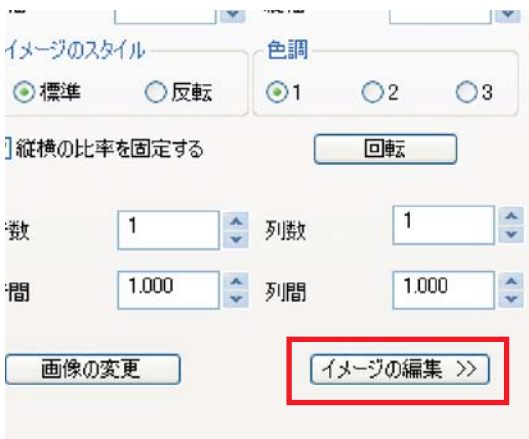 イメージのスタイル 色調
標準 反転 1 2 3
縦横の比率を固定する 回転
数 1 列数 1
間 1.000 列間 1.000
画像の変更 イメージの編集 >>